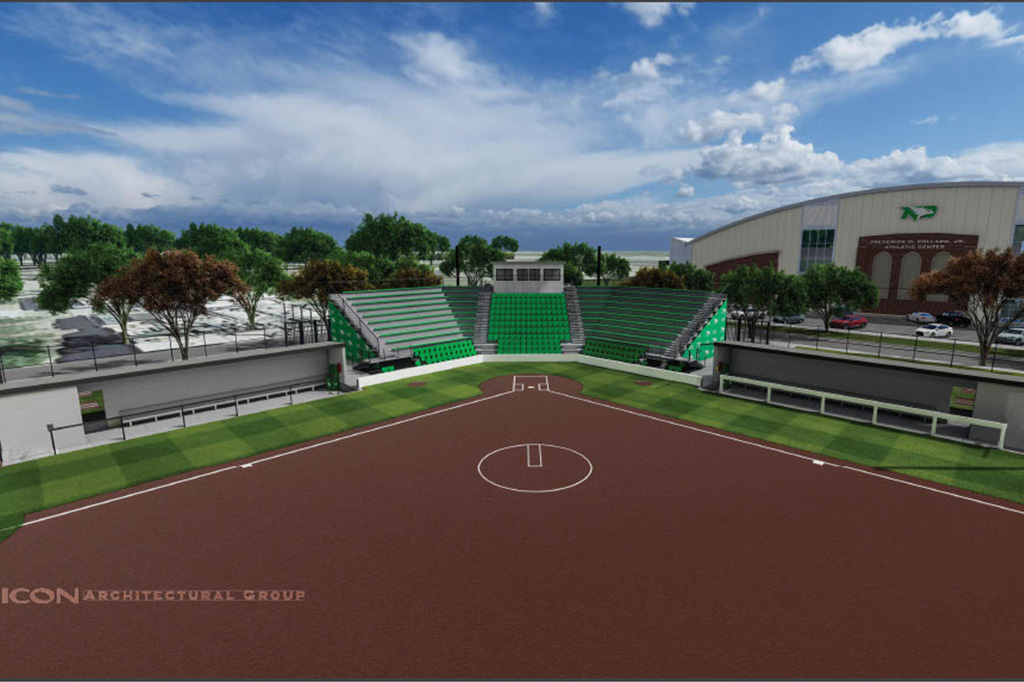 FREDERICK D. POLLARD, JR.
ATHLETIC CENTER
ICON ARCHITECTURAL GROUP